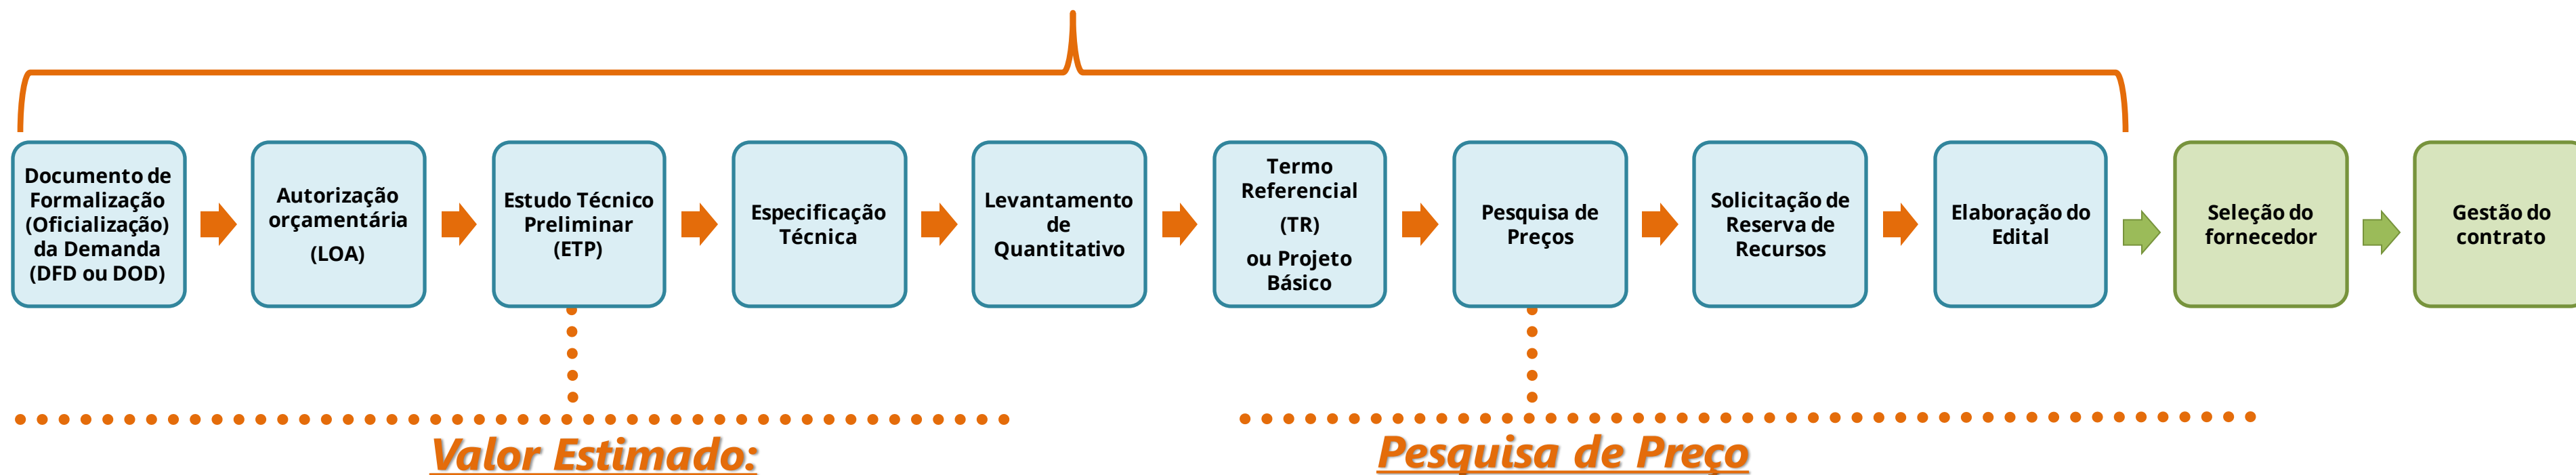 Documento de
Formalização
(Oficialização)
da Demanda
(DFD ou DOD)
Autorização
orçamentária
(LOA)
Estudo Técnico
Preliminar
(ETP)
Especificação
Técnica
Levantamento
de
Quantitativo
Termo
Referencial
(TR)
ou Projeto
Básico
Pesquisa de
Preços
Solicitação de
Reserva de
Recursos
Elaboração do
Edital
Seleção do
fornecedor
Gestão do
contrato
Valor Estimado:
Pesquisa de Preço